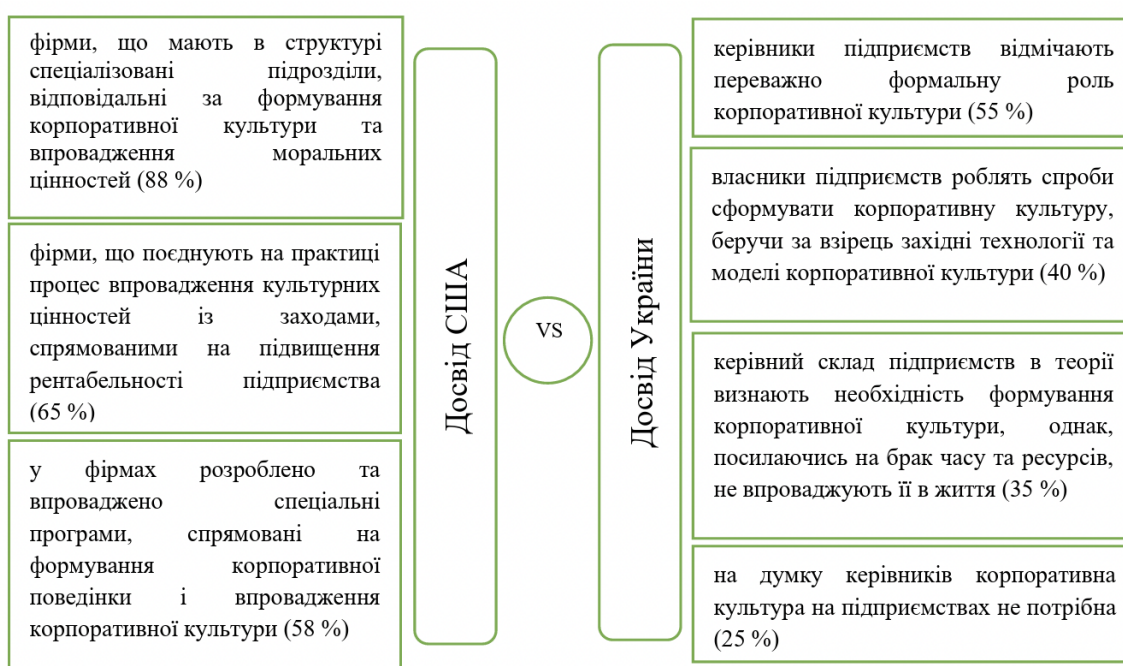 фірми, що мають в структурі
спеціалізовані підрозділи,
відповідальні за формування
корпоративної культури та
впровадження моральних
цінностей (88 %)
фірми, що поєднують на практиці
процес впровадження культурних
цінностей із заходами,
спрямованими на підвищення
рентабельності підприємства
(65 %)
у фірмах розроблено та
впроваджено спеціальні
програми, спрямовані на
формування корпоративної
поведінки і впровадження
корпоративної культури (58 %)
Досвід США
VS
Досвід України
керівники підприємств відмічають
переважно формальну роль
корпоративної культури (55 %)
власники підприємств роблять спроби
сформувати корпоративну культуру,
беручи за взірець західні технології та
моделі корпоративної культури (40 %)
керівний склад підприємств в теорії
визнають необхідність формування
корпоративної культури, однак,
посилаючись на брак часу та ресурсів,
не впроваджують її в життя (35 %)
на думку керівників корпоративна
культура на підприємствах не потрібна
(25 %)